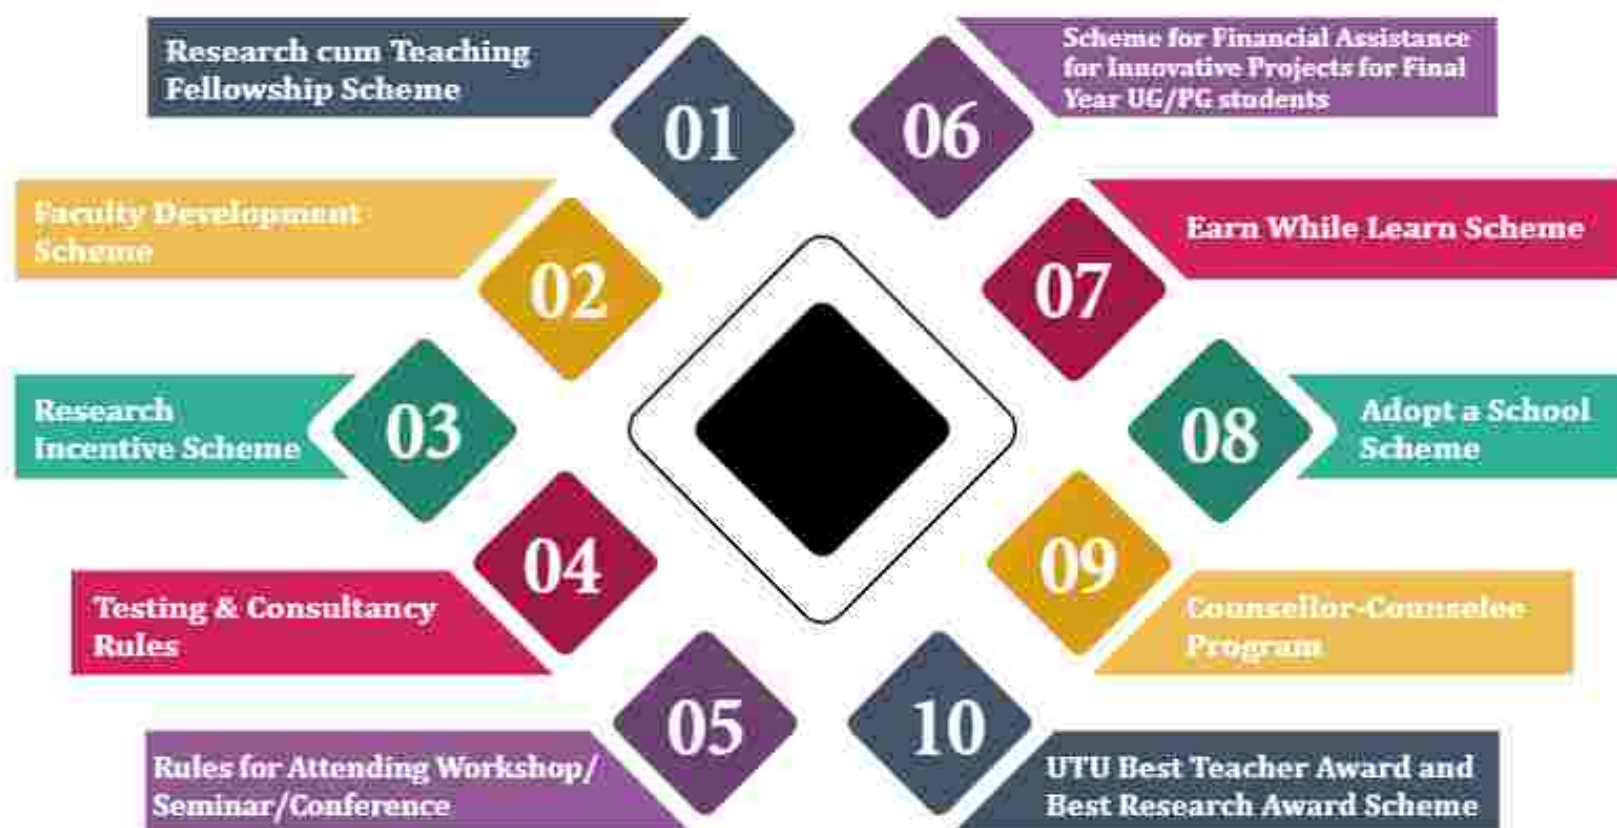 01
Research cum Teaching
Fellowship Scheme
02
Faculty Development
Scheme
03
Research
Incentive Scheme
04
Testing & Consultancy
Rules
05
Rules for Attending Workshop/
Seminar/Conference
06
Scheme for Financial Assistance
for Innovative Projects for Final
Year UG/PG students
07
Earn While Learn Scheme
08
Adopt a School
Scheme
09
Counsellor-Counselee
Program
10
UTU Best Teacher Award and
Best Research Award Scheme